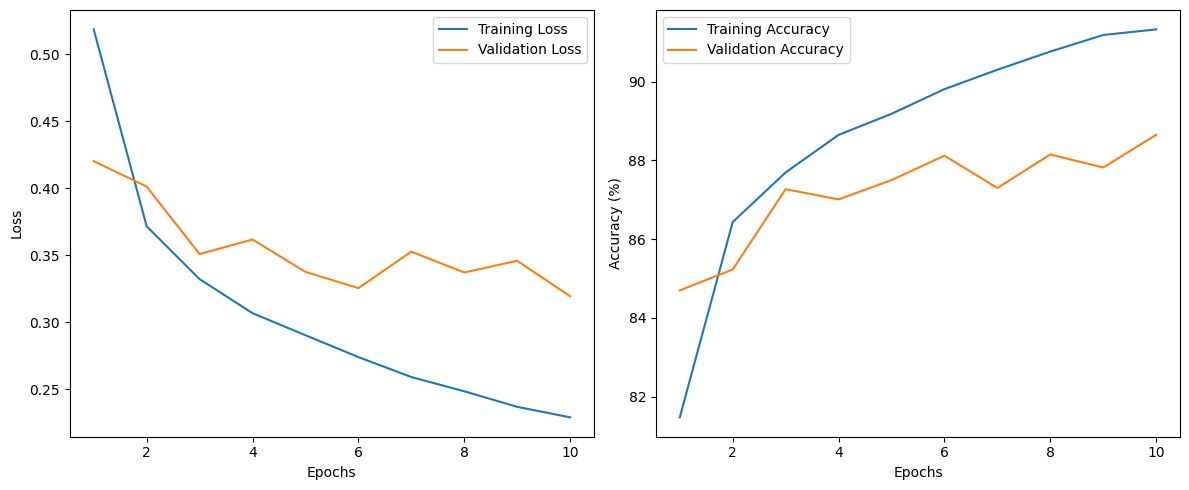 Training Loss
Validation Loss
0.50
0.45
0.40
0.35
0.30
0.25
Loss
2 4 6 8 10
Epochs
Training Accuracy
Validation Accuracy
90
88
86
84
82
Accuracy (%)
2 4 6 8 10
Epochs